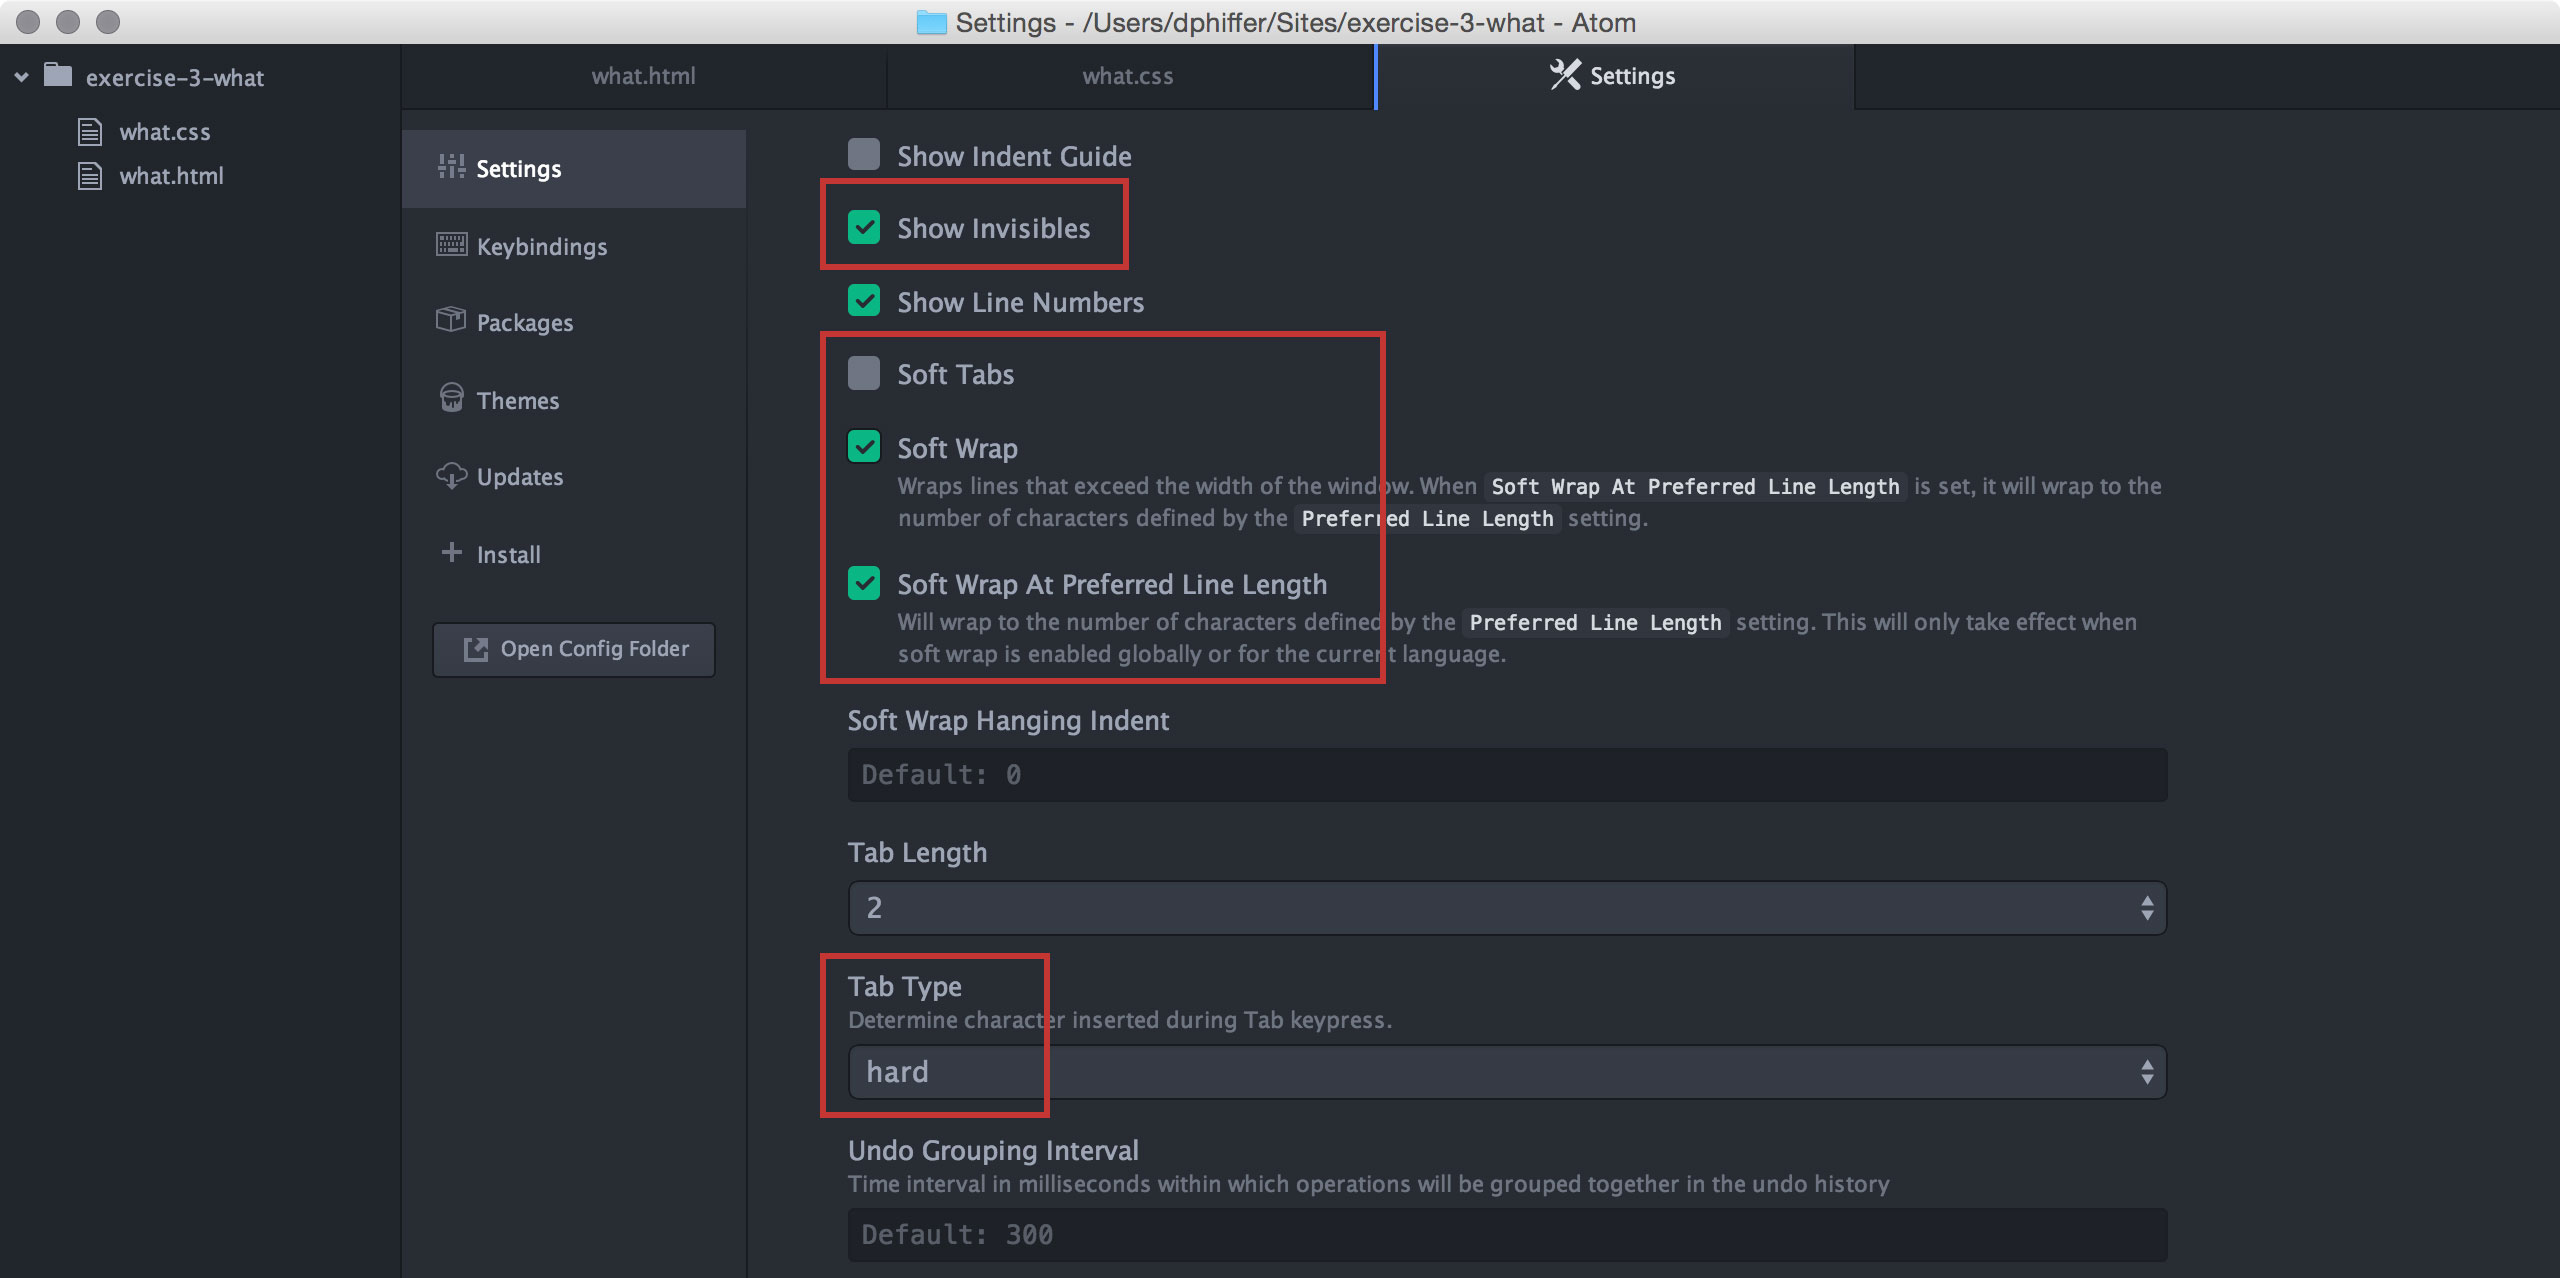 Settings - /Users/dphiffer/Sites/exercise-3-what - Atom
exercise-3-what
what.css
what.html
what.html
what.css
Settings
Settings
Keybindings
Packages
Themes
Updates
Install
Open Config Folder
Show Indent Guide
Show Invisibles
Show Line Numbers
Soft Tabs
Soft Wrap
Wraps lines that exceed the width of the window. When Soft Wrap At Preferred Line Length is set, it will wrap to the
number of characters defined by the Preferred Line Length setting.
Soft Wrap At Preferred Line Length
Will wrap to the number of characters defined by the Preferred Line Length setting. This will only take effect when
soft wrap is enabled globally or for the current language.
Soft Wrap Hanging Indent
Default: 0
Tab Length
2
Tab Type
Determine character inserted during Tab keypress.
hard
Undo Grouping Interval
Time interval in milliseconds within which operations will be grouped together in the undo history
Default: 300